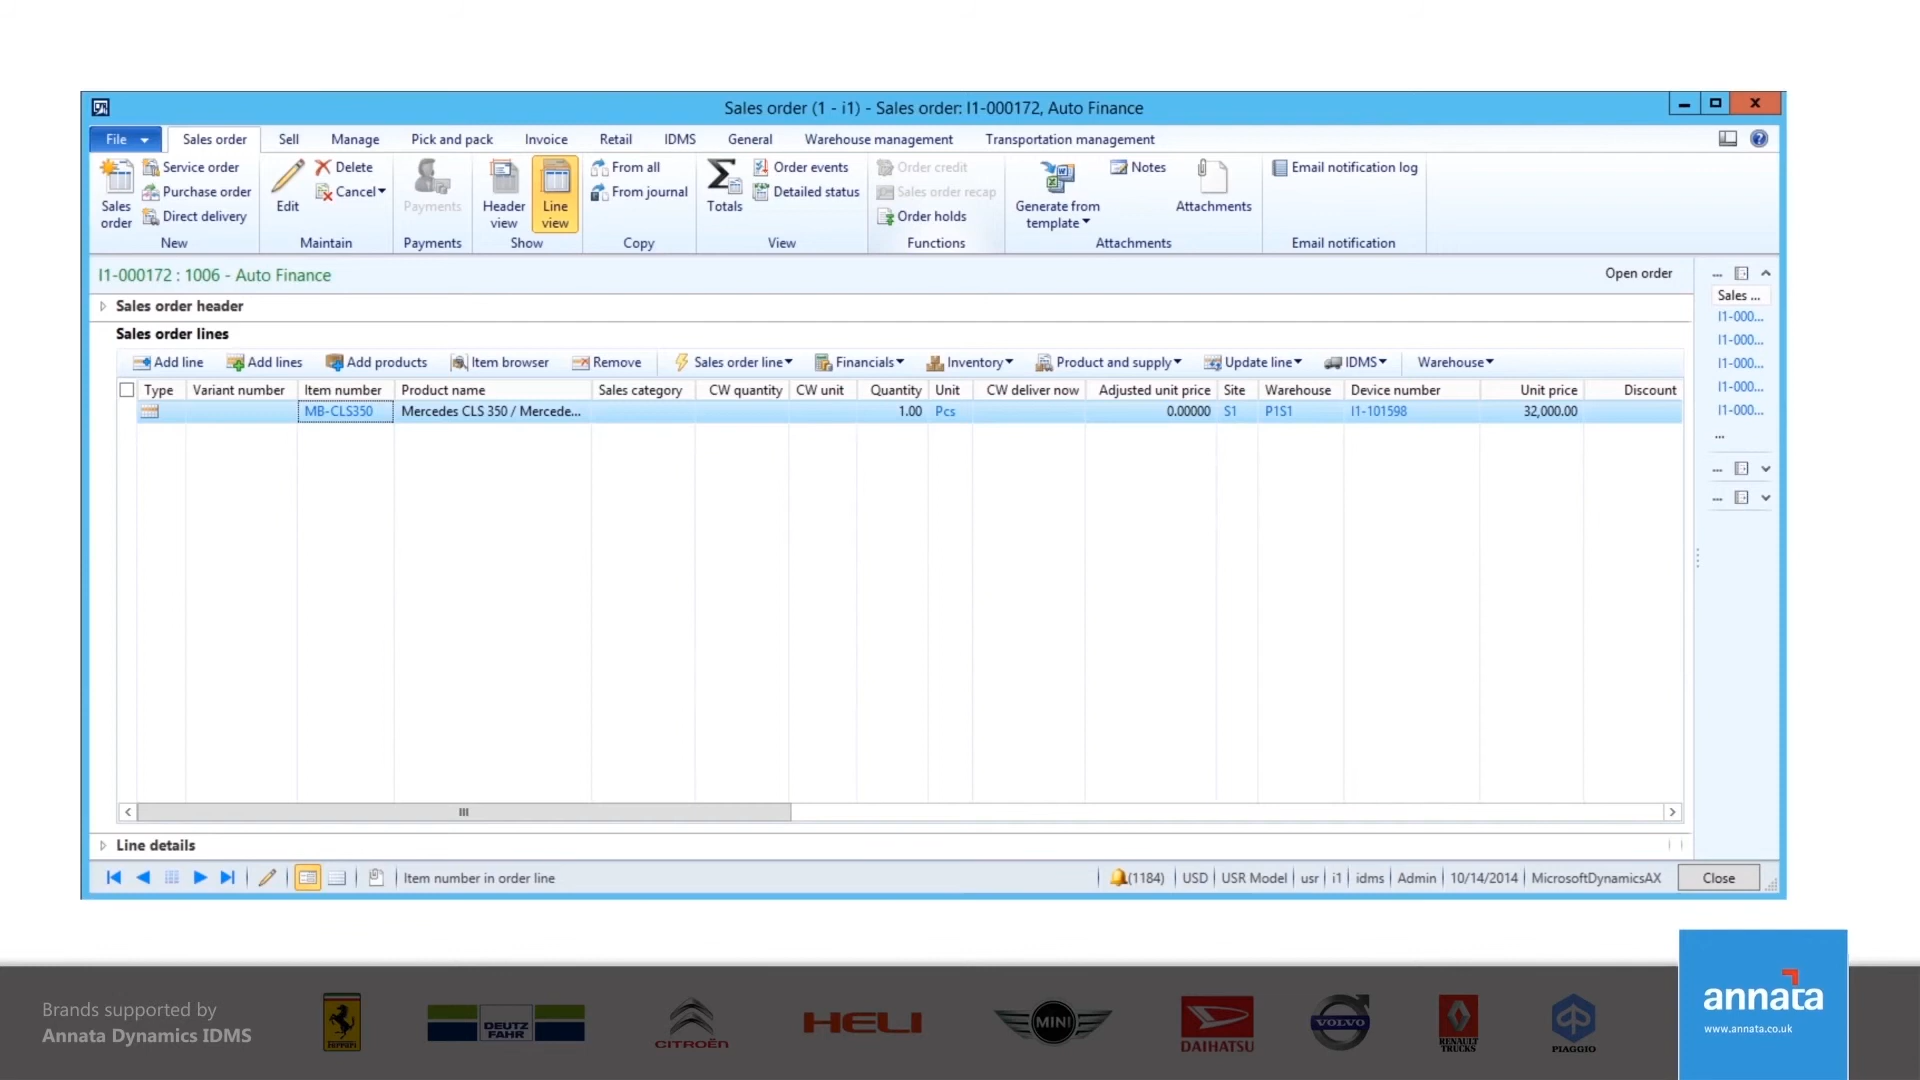 Sales order (1 - i1) - Sales order: I1-000172, Auto Finance
File Sales order Sell Manage Pick and pack Invoice Retail IDMS General Warehouse management Transportation management
Sales order
Service order
Purchase order
Direct delivery
New
Edit
Delete
Cancel
Maintain
Payments
Payments
Header view
Line view
Show
From all
From journal
Copy
Totals
Order events
Detailed status
View
Order credit
Sales order recap
Order holds
Functions
Generate from template
Notes
Attachments
Attachments
Email notification log
Email notification
I1-000172 : 1006 - Auto Finance
Open order
Sales order header
Sales order lines
Add line Add lines Add products Item browser Remove Sales order line Financials Inventory Product and supply Update line IDMS Warehouse
Type Variant number Item number Product name Sales category CW quantity CW unit Quantity Unit CW deliver now Adjusted unit price Site Warehouse Device number Unit price Discount
MB-CLS350 Mercedes CLS 350 / Mercede... 1.00 Pcs 0.00000 S1 P1S1 I1-101598 32,000.00
...
Sales ...
I1-000...
I1-000...
I1-000...
I1-000...
I1-000...
...
...
...
Line details
Item number in order line
(1184) USD USR Model usr i1 idms Admin 10/14/2014 MicrosoftDynamicsAX Close
Brands supported by
Annata Dynamics IDMS
Ferrari
DEUTZ
FAHR
CITROËN
HELI
MINI
DAIHATSU
VOLVO
RENAULT
TRUCKS
PIAGGIO
annata
www.annata.co.uk